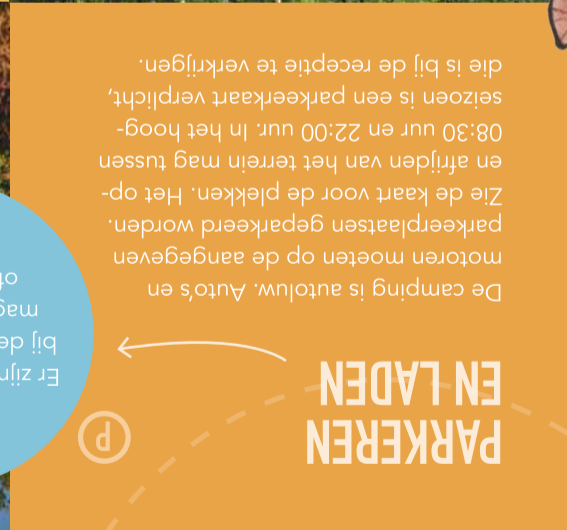 PARKEREN
EN LADEN
P
De camping is autoluw. Auto's en
motoren moeten op de aangegeven
parkeerplaatsen geparkeerd worden.
Zie de kaart voor de plekken. Het op-
en afrijden van het terrein mag tussen
08:30 uur en 22:00 uur. In het hoog-
seizoen is een parkeerkaart verplicht,
die is bij de receptie te verkrijgen.
Er zijn
bij de
mag
of